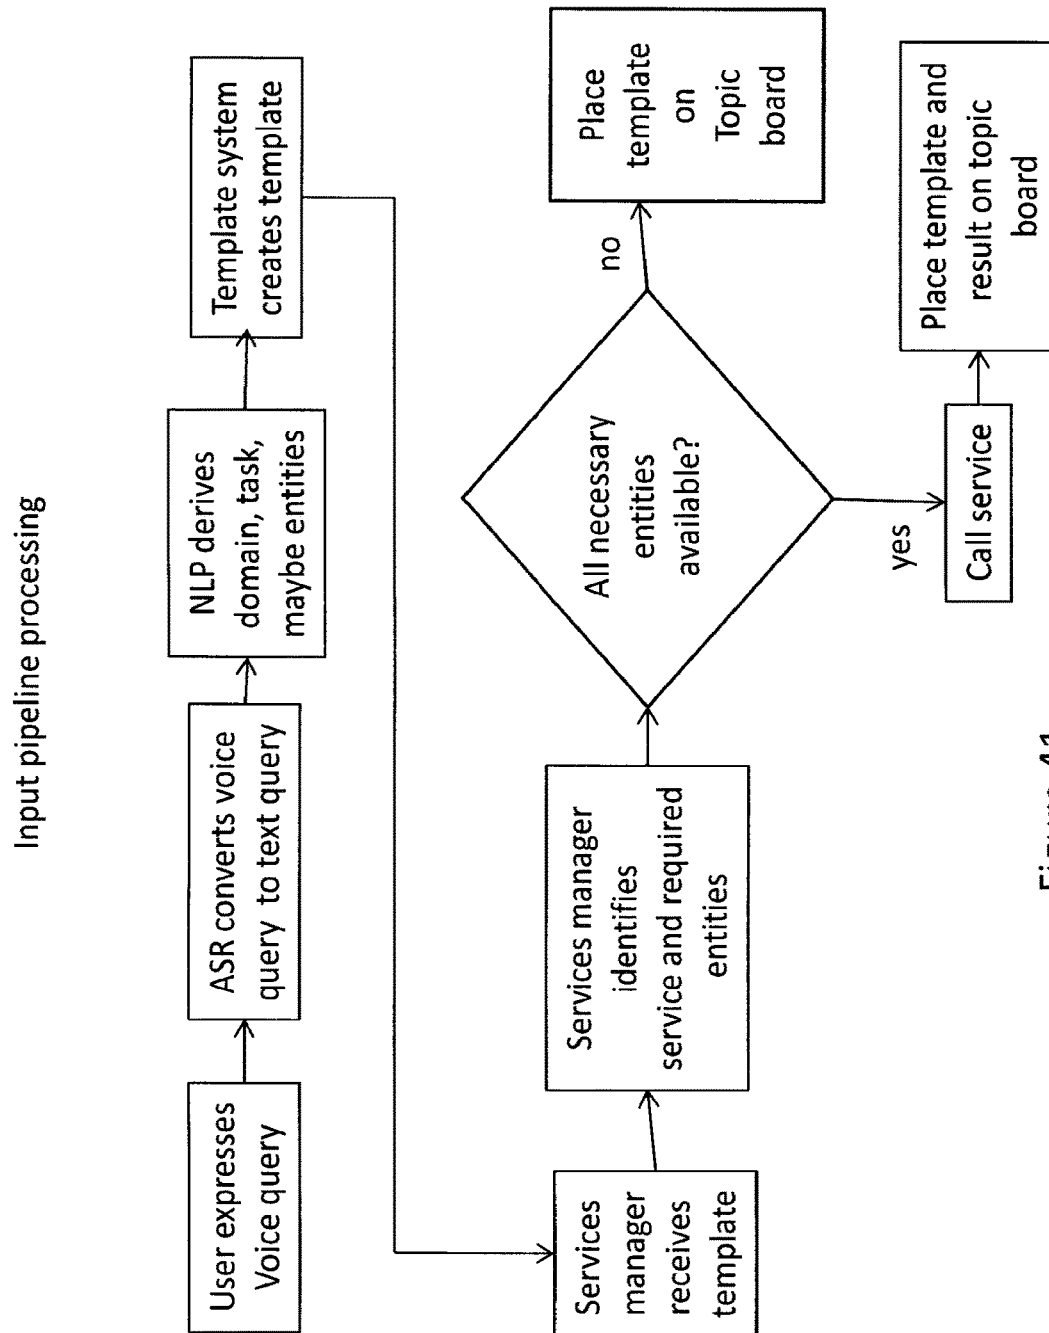 Input pipeline processing
User expresses
Voice query
ASR converts voice
query to text query
NLP derives
domain, task,
maybe entities
Template system
creates template
Services
manager
receives
template
Services manager
identifies
service and required
entities
All necessary
entities
available?
no
Place
template
on
Topic
board
yes
Call service
Place template and
result on topic
board